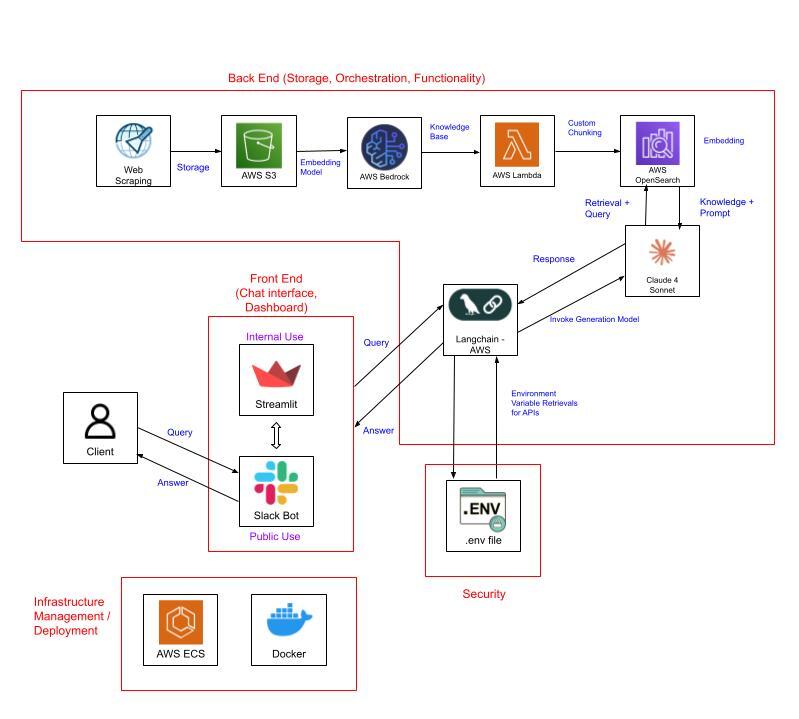 Back End (Storage, Orchestration, Functionality)
Web
Scraping
Storage
AWS S3
Embedding
Model
AWS Bedrock
Knowledge
Base
AWS Lambda
Custom
Chunking
AWS
OpenSearch
Embedding
Retrieval +
Query
Knowledge +
Prompt
Claude 4
Sonnet
Response
Invoke Generation Model
Langchain -
AWS
Front End
(Chat interface,
Dashboard)
Internal Use
Streamlit
Query
Answer
Environment
Variable Retrievals
for APIs
Client
Query
Answer
Slack Bot
Public Use
.ENV
.env file
Security
Infrastructure
Management /
Deployment
AWS ECS
Docker